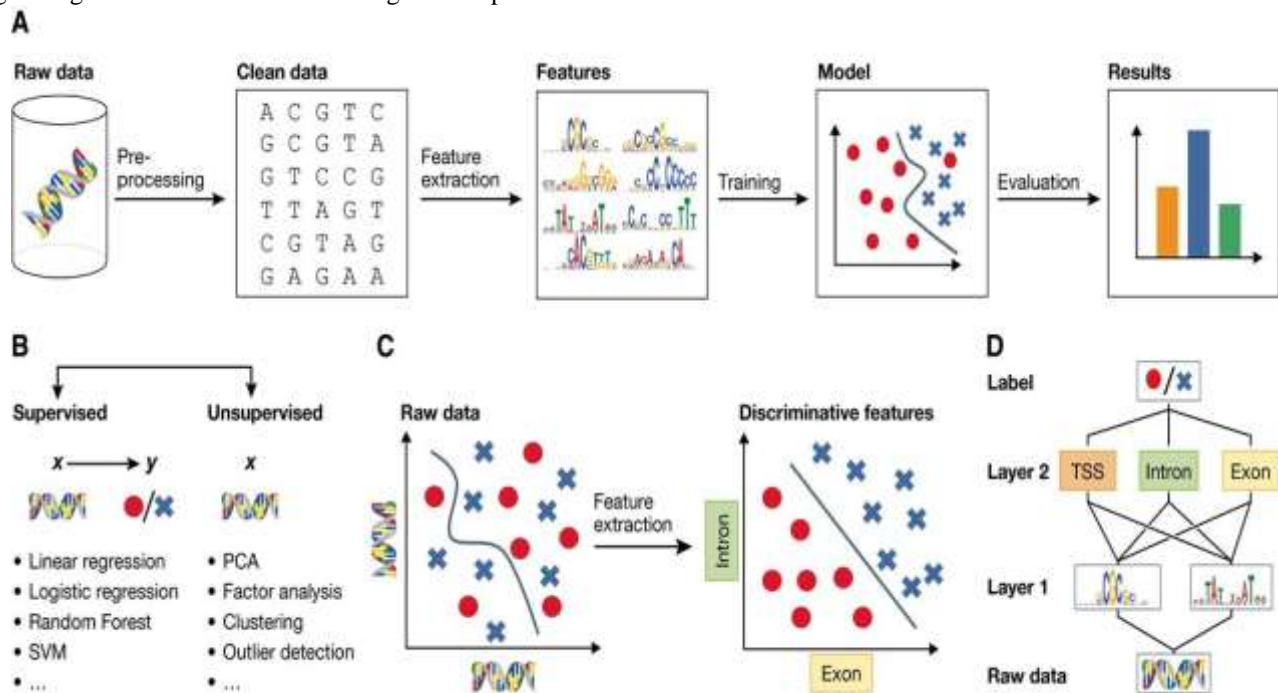 A
Raw data
Clean data
Features
Model
Results
Pre-
processing
A C G T C
G C G T A
G T C C G
T T A G T
C G T A G
G A G A A
Feature
extraction
Training
Evaluation
B
Supervised
Unsupervised
x
y
x
• Linear regression
• Logistic regression
• Random Forest
• SVM
• ...
• PCA
• Factor analysis
• Clustering
• Outlier detection
• ...
C
Raw data
Feature
extraction
Discriminative features
Intron
Exon
D
Label
Layer 2
TSS
Intron
Exon
Layer 1
Raw data